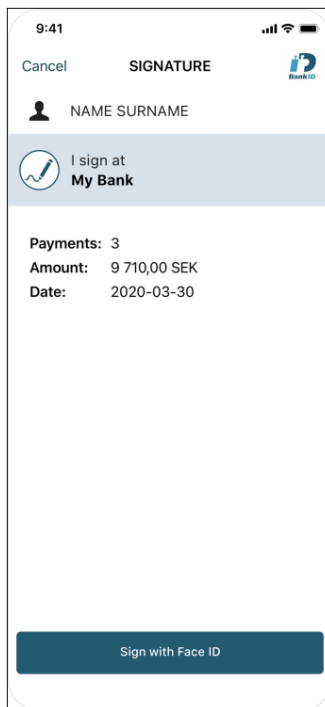 9:41
Cancel SIGNATURE BankID
NAME SURNAME
I sign at
My Bank
Payments: 3
Amount: 9 710,00 SEK
Date: 2020-03-30
Sign with Face ID